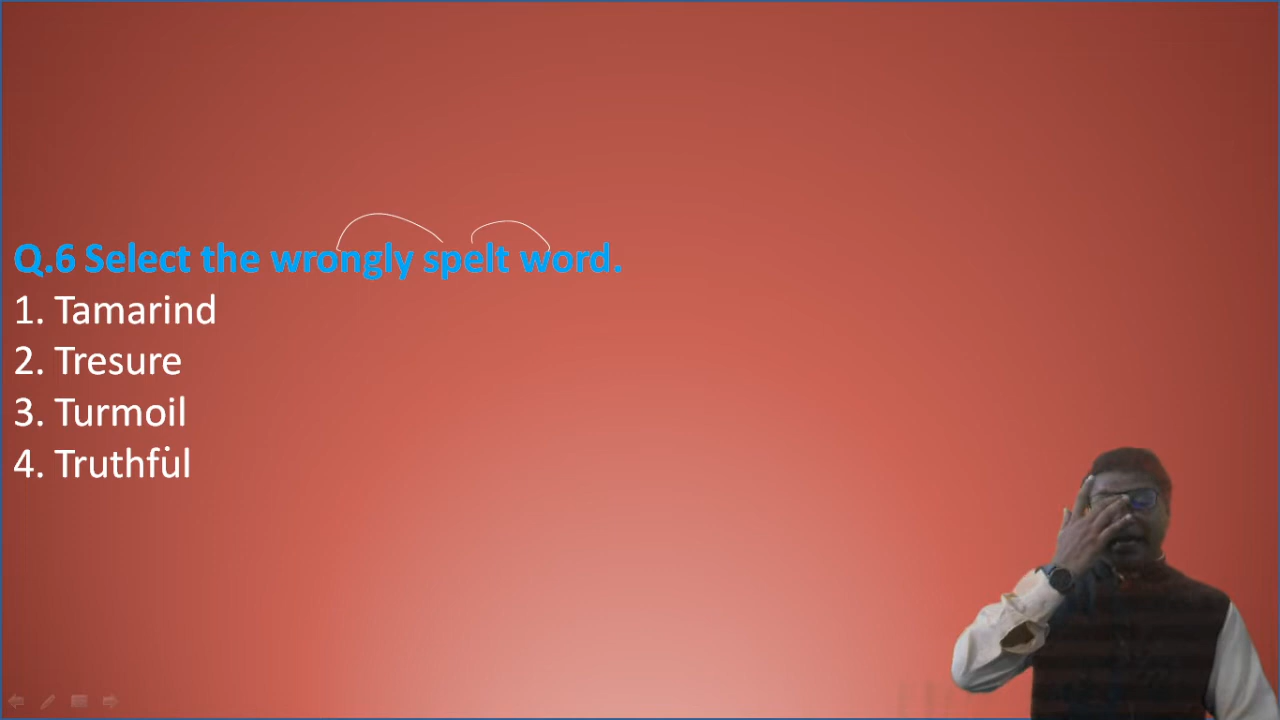 Q.6 Select the wrongly spelt word.
1. Tamarind
2. Tresure
3. Turmoil
4. Truthful